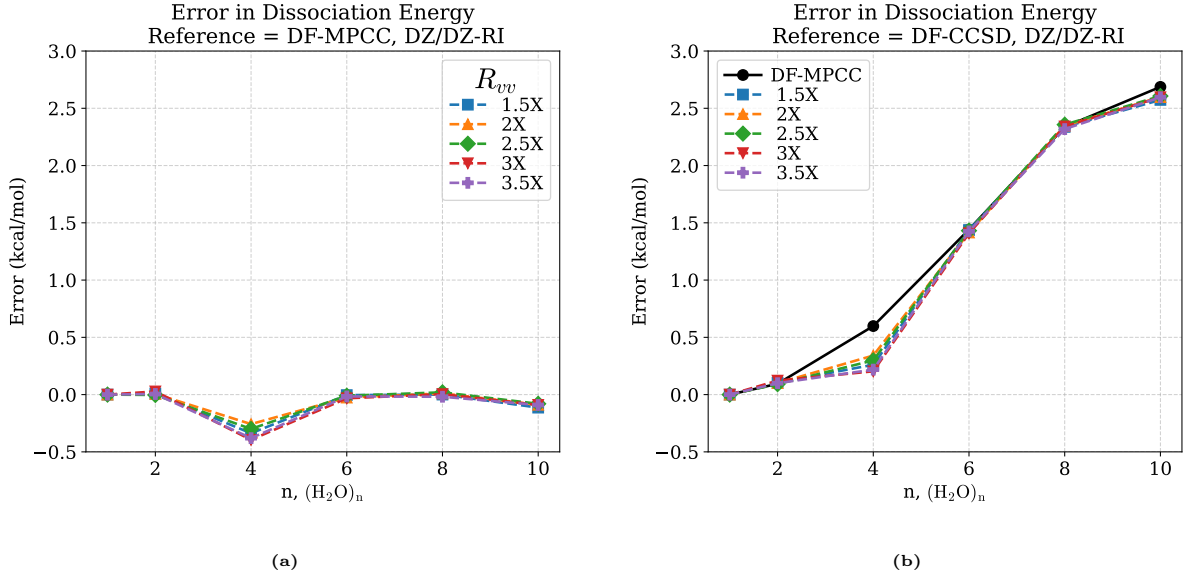 Error in Dissociation Energy
Reference = DF-MPCC, DZ/DZ-RI
Error (kcal/mol)
3.0
2.5
2.0
1.5
1.0
0.5
0.0
−0.5
R_vv
1.5X
2X
2.5X
3X
3.5X
2 4 6 8 10
n, (H₂O)ₙ
(a)
Error in Dissociation Energy
Reference = DF-CCSD, DZ/DZ-RI
Error (kcal/mol)
3.0
2.5
2.0
1.5
1.0
0.5
0.0
−0.5
DF-MPCC
1.5X
2X
2.5X
3X
3.5X
2 4 6 8 10
n, (H₂O)ₙ
(b)